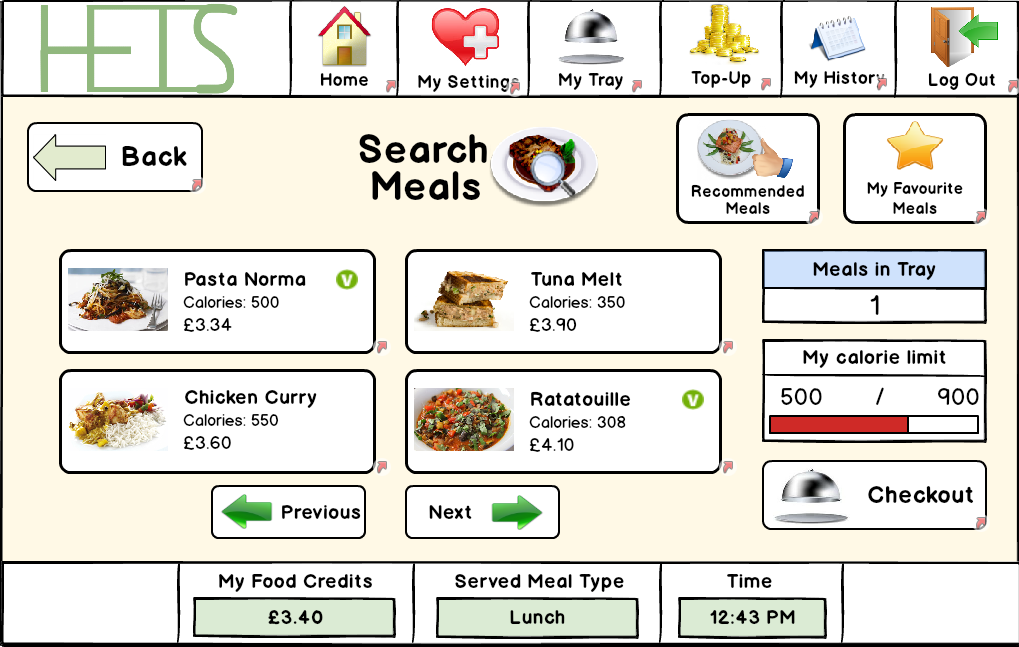 HETS
Home
My Settings
My Tray
Top-Up
My History
Log Out
Back
Search
Meals
Recommended
Meals
My Favourite
Meals
Pasta Norma
V
Calories: 500
£3.34
Tuna Melt
Calories: 350
£3.90
Meals in Tray
1
My calorie limit
500 / 900
Chicken Curry
Calories: 550
£3.60
Ratatouille
V
Calories: 308
£4.10
Checkout
Previous
Next
My Food Credits
£3.40
Served Meal Type
Lunch
Time
12:43 PM